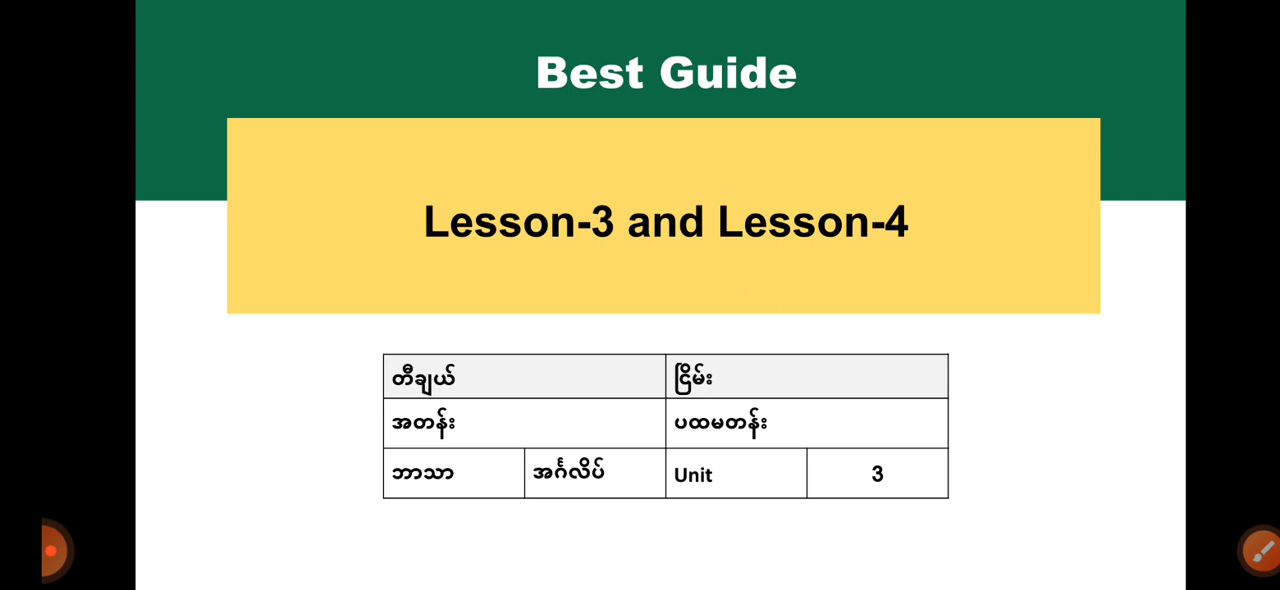 Best Guide
Lesson-3 and Lesson-4
တီချယ် ငြိမ်း
အတန်း ပထမတန်း
ဘာသာ အင်္ဂလိပ် Unit 3